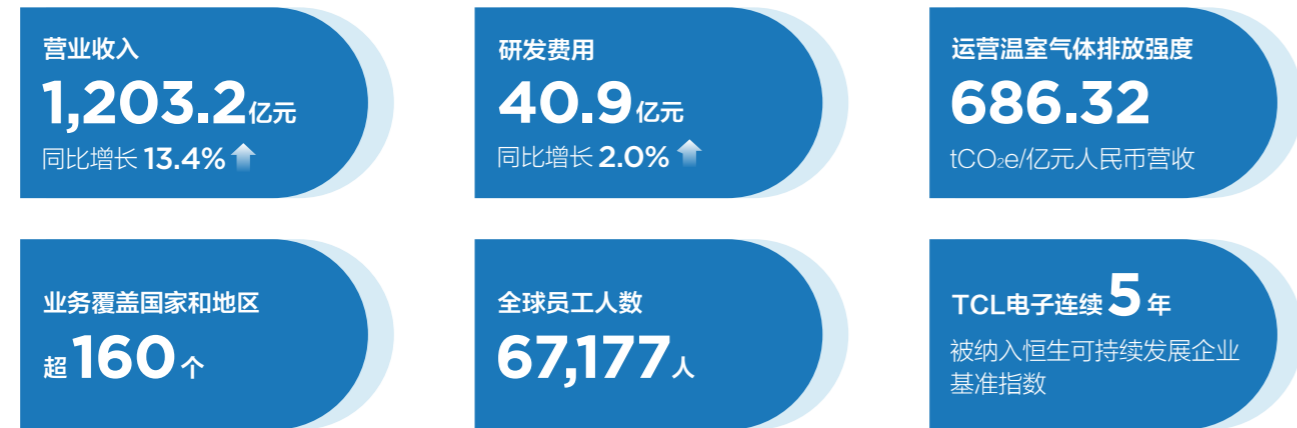 营业收入
1,203.2亿元
同比增长 13.4%
研发费用
40.9亿元
同比增长 2.0%
运营温室气体排放强度
686.32
tCO₂e/亿元人民币营收
业务覆盖国家和地区
超160个
全球员工人数
67,177人
TCL电子连续5年
被纳入恒生可持续发展企业
基准指数